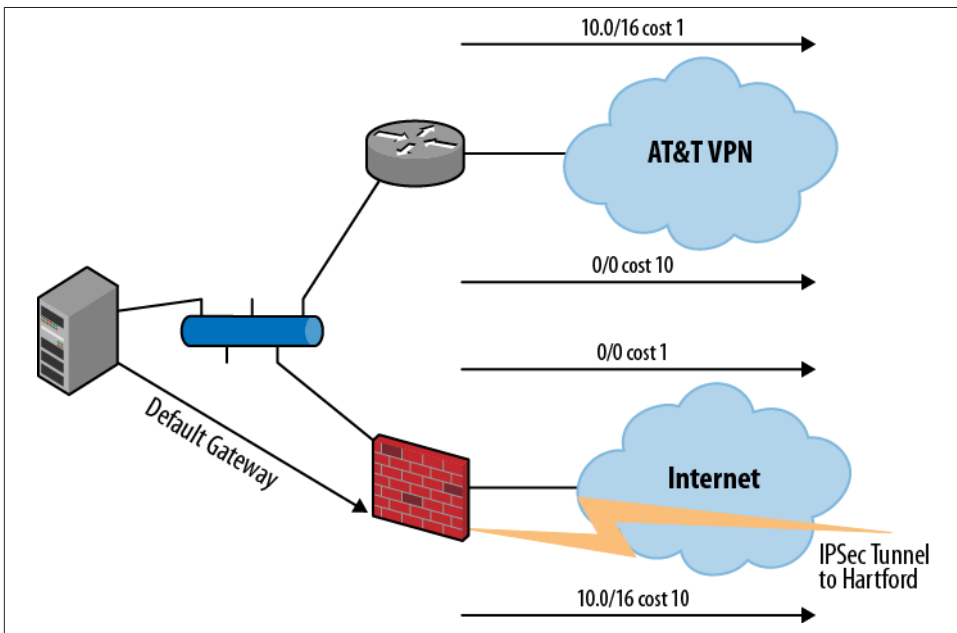 10.0/16 cost 1
AT&T VPN
0/0 cost 10
0/0 cost 1
Default Gateway
Internet
IPSec Tunnel
to Hartford
10.0/16 cost 10